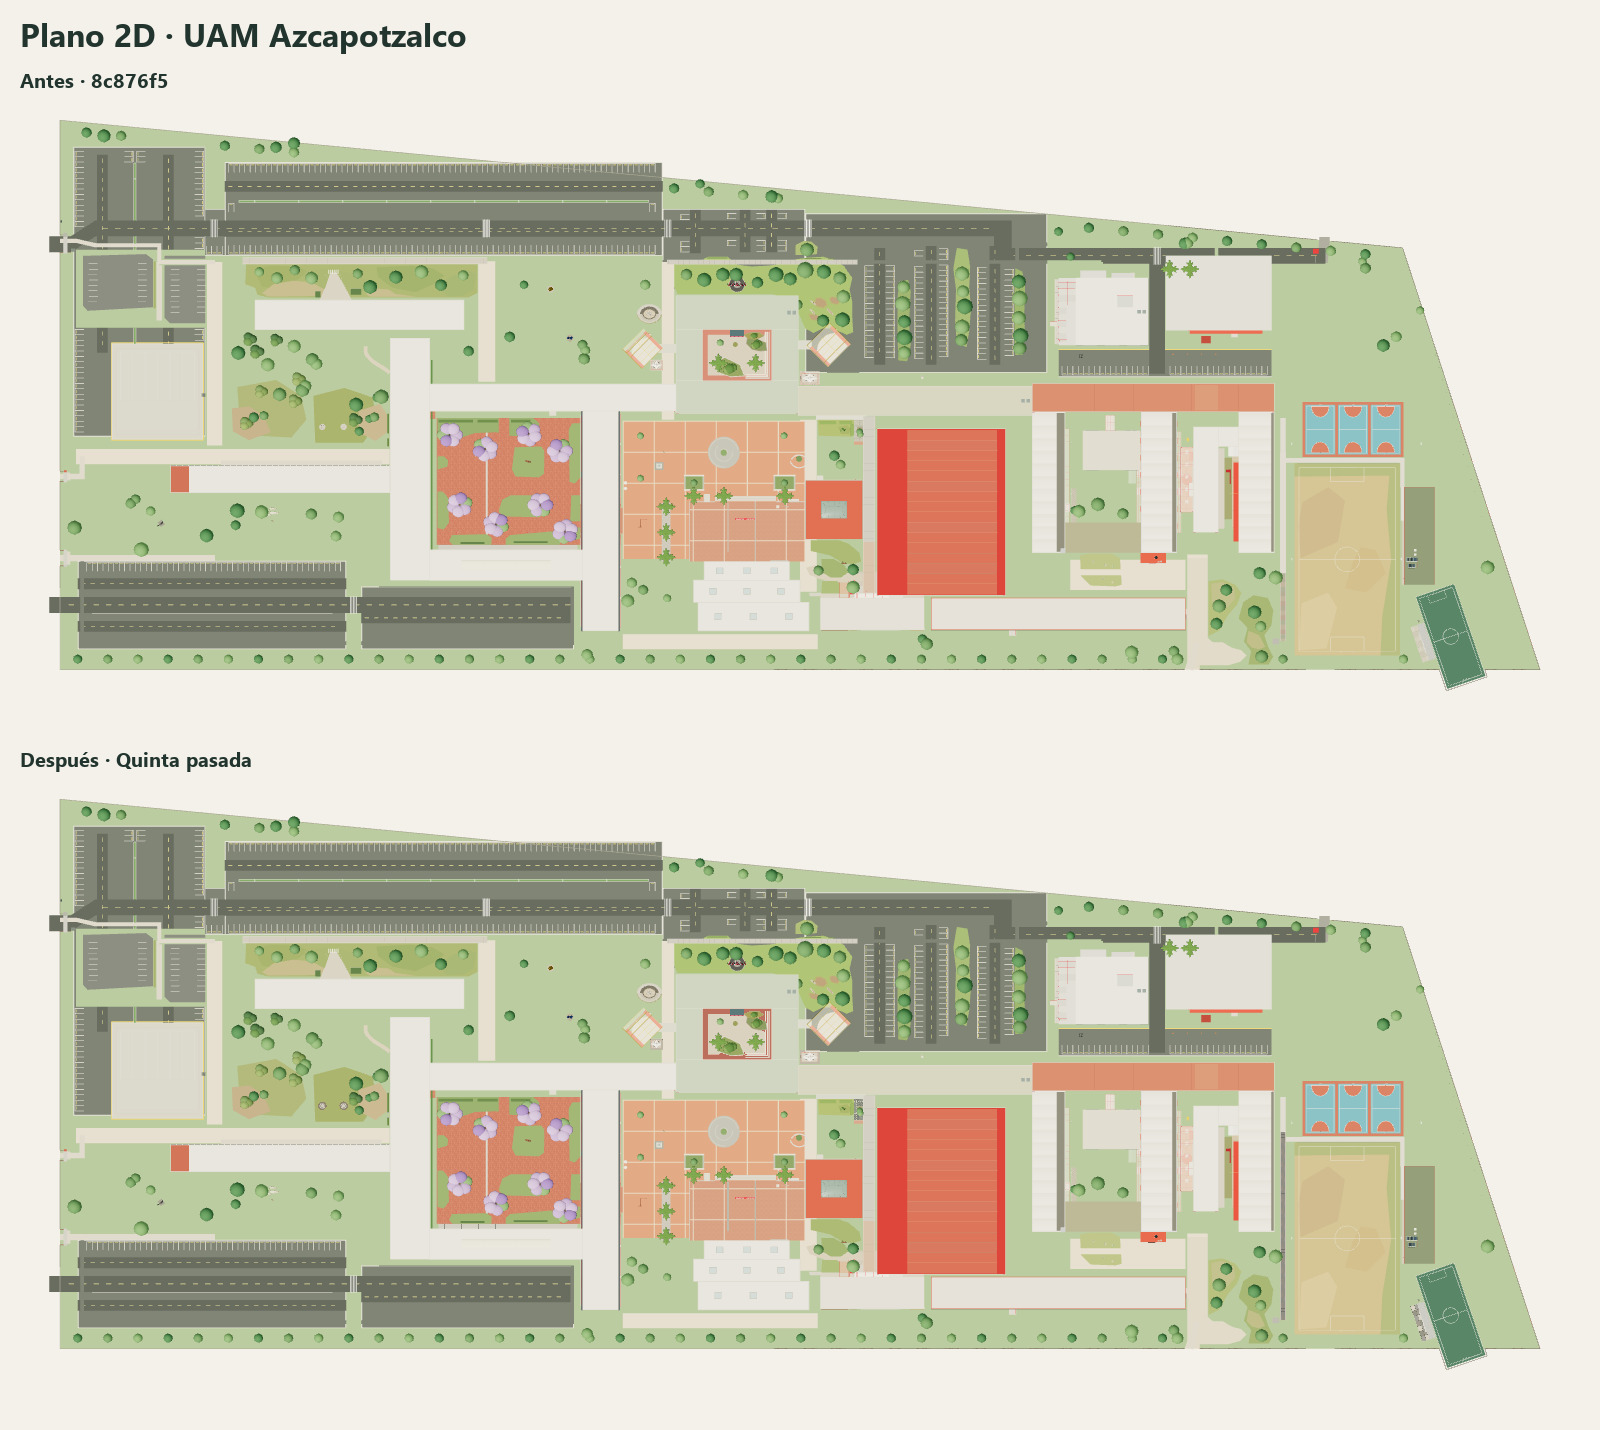 Plano 2D · UAM Azcapotzalco
Antes · 8c876f5
Después · Quinta pasada